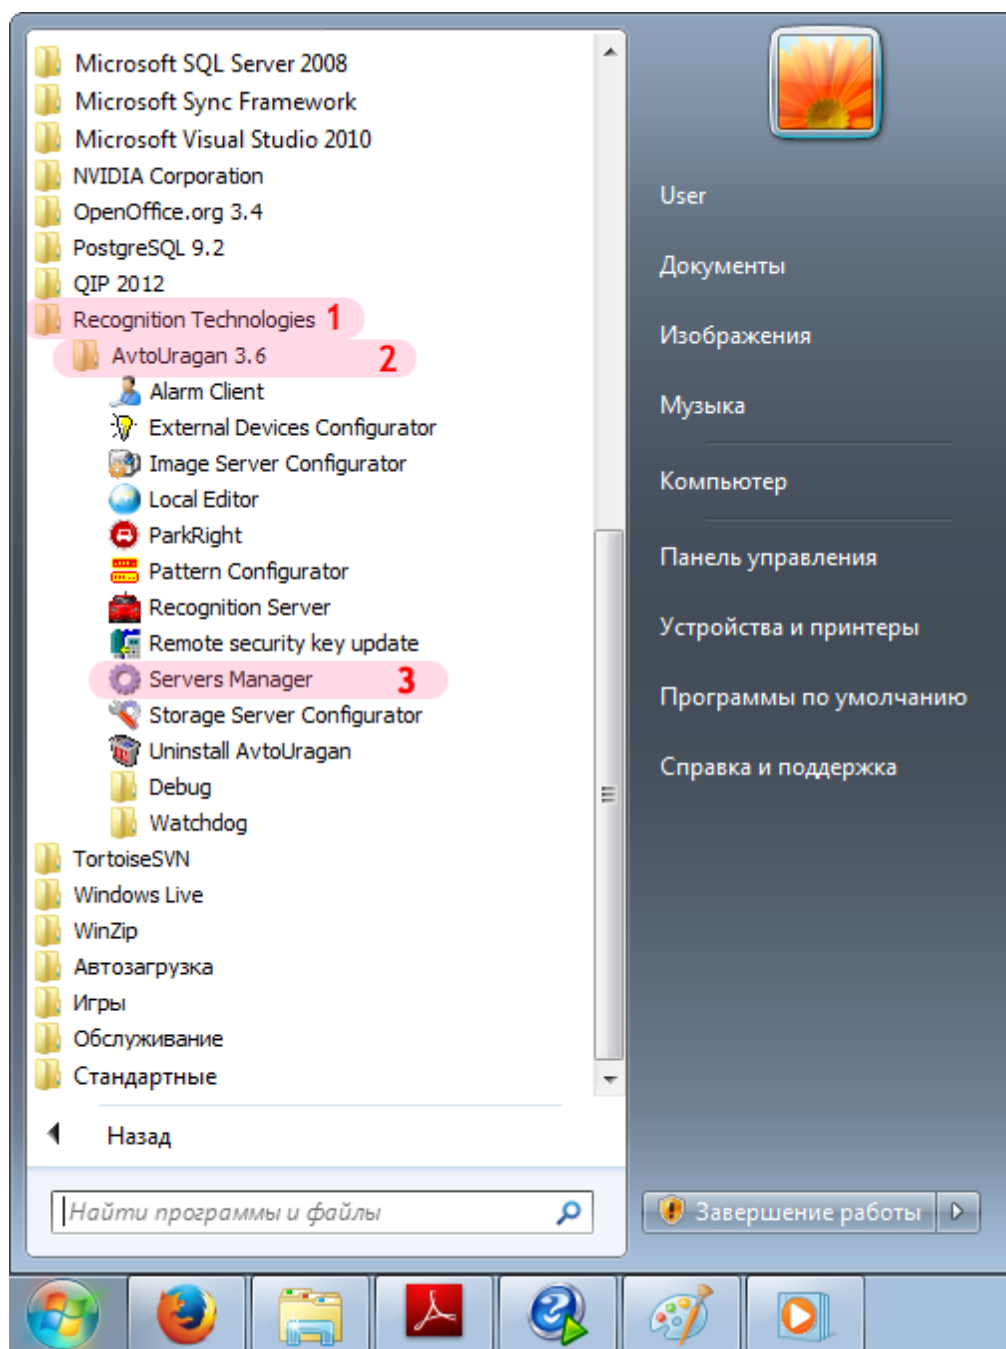 Microsoft SQL Server 2008
Microsoft Sync Framework
Microsoft Visual Studio 2010
NVIDIA Corporation
OpenOffice.org 3.4
PostgreSQL 9.2
QIP 2012
Recognition Technologies 1
AvtoUragan 3.6 2
Alarm Client
External Devices Configurator
Image Server Configurator
Local Editor
ParkRight
Pattern Configurator
Recognition Server
Remote security key update
Servers Manager 3
Storage Server Configurator
Uninstall AvtoUragan
Debug
Watchdog
TortoiseSVN
Windows Live
WinZip
Автозагрузка
Игры
Обслуживание
Стандартные
Назад
Найти программы и файлы
User
Документы
Изображения
Музыка
Компьютер
Панель управления
Устройства и принтеры
Программы по умолчанию
Справка и поддержка
Завершение работы